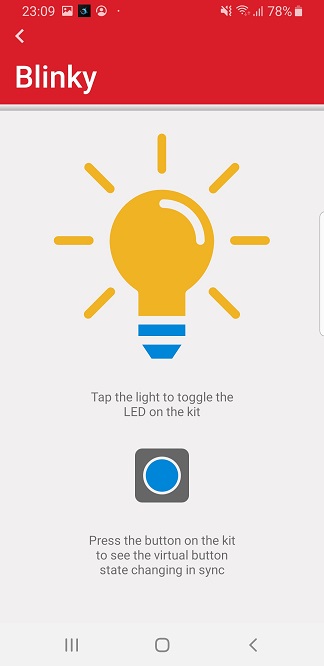 23:09 78%
Blinky
Tap the light to toggle the
LED on the kit
Press the button on the kit
to see the virtual button
state changing in sync